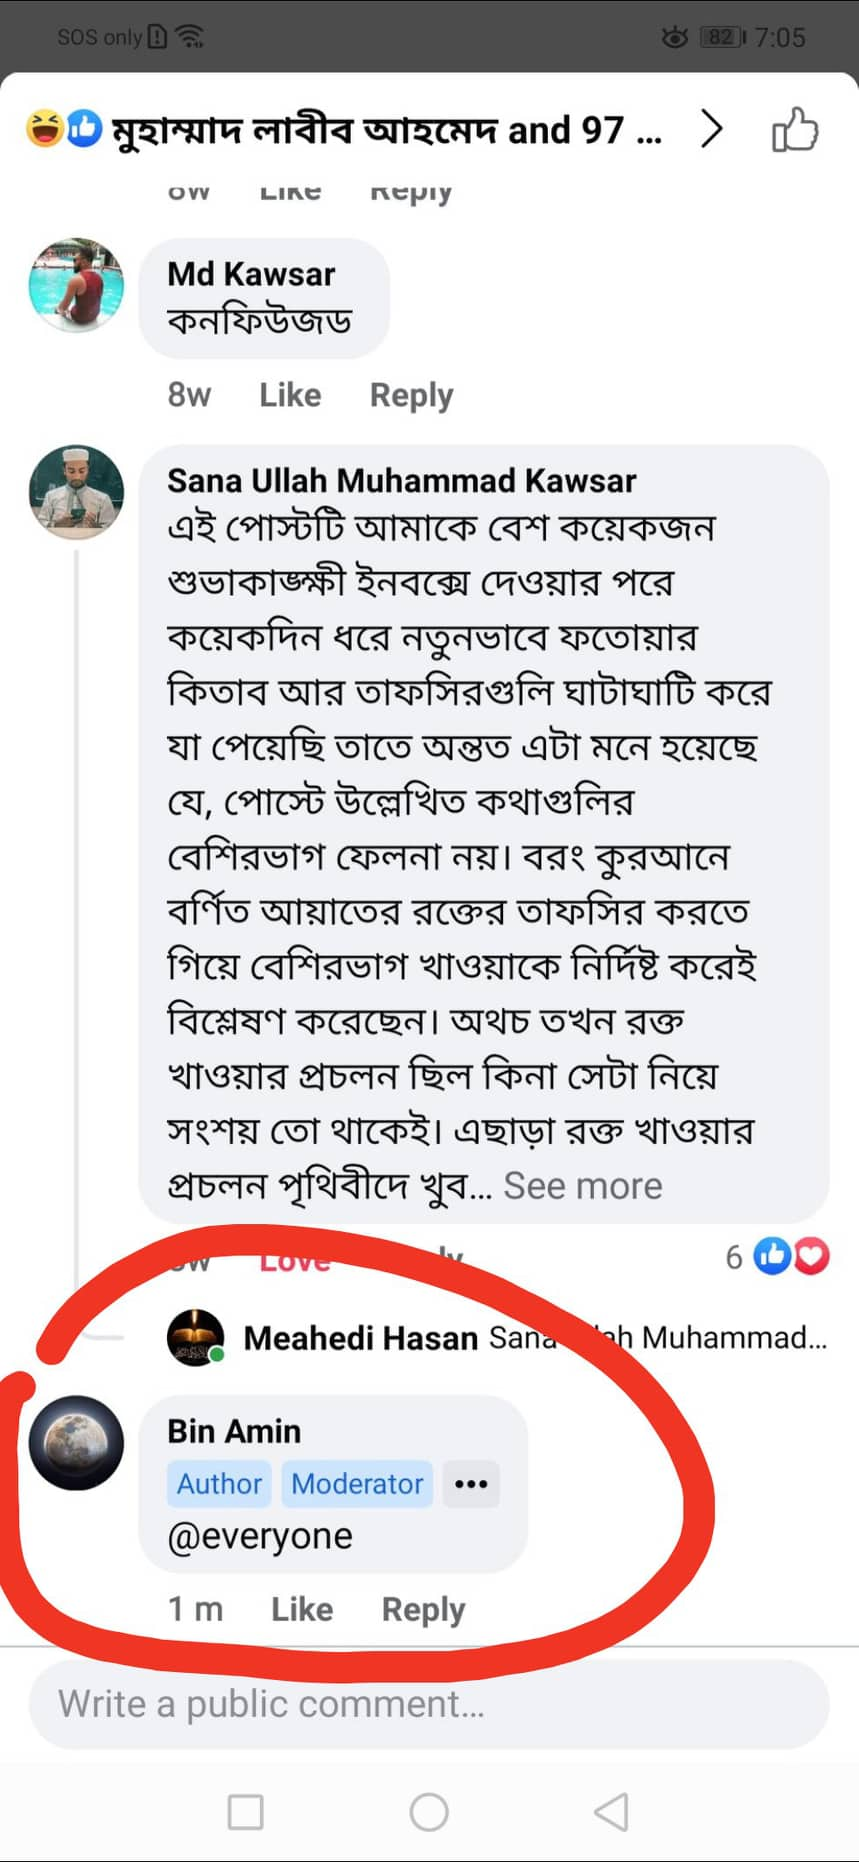 SOS only 82 7:05
মুহাম্মাদ লাবীব আহমেদ and 97 ...
8w Like Reply
Md Kawsar
কনফিউজড
8w Like Reply
Sana Ullah Muhammad Kawsar
এই পোস্টটি আমাকে বেশ কয়েকজন
শুভাকাঙ্ক্ষী ইনবক্সে দেওয়ার পরে
কয়েকদিন ধরে নতুনভাবে ফতোয়ার
কিতাব আর তাফসিরগুলি ঘাটাঘাটি করে
যা পেয়েছি তাতে অন্তত এটা মনে হয়েছে
যে, পোস্টে উল্লেখিত কথাগুলির
বেশিরভাগ ফেলনা নয়। বরং কুরআনে
বর্ণিত আয়াতের রক্তের তাফসির করতে
গিয়ে বেশিরভাগ খাওয়াকে নির্দিষ্ট করেই
বিশ্লেষণ করেছেন। অথচ তখন রক্ত
খাওয়ার প্রচলন ছিল কিনা সেটা নিয়ে
সংশয় তো থাকেই। এছাড়া রক্ত খাওয়ার
প্রচলন পৃথিবীদে খুব... See more
Love 6
Meahedi Hasan Muhammad...
Bin Amin
Author Moderator ...
@everyone
1 m Like Reply
Write a public comment...